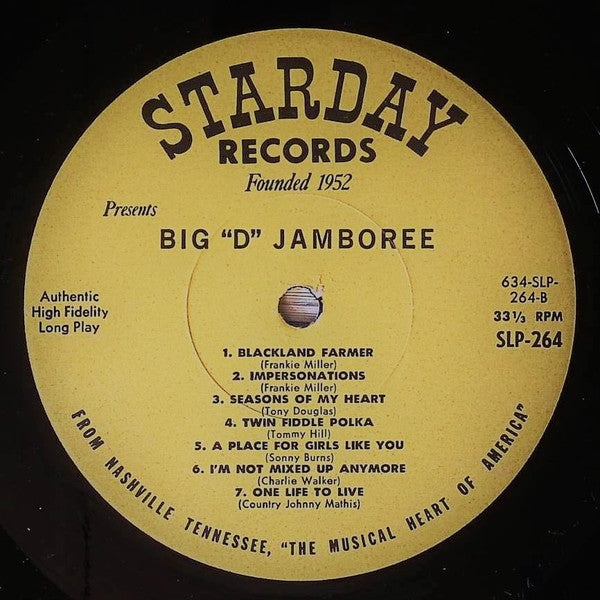 STARDAY
RECORDS
Founded 1952
Presents
BIG "D" JAMBOREE
Authentic
High Fidelity
Long Play
634-SLP-
264-B
33⅓ RPM
SLP-264
1. BLACKLAND FARMER
(Frankie Miller)
2. IMPERSONATIONS
(Frankie Miller)
3. SEASONS OF MY HEART
(Tony Douglas)
4. TWIN FIDDLE POLKA
(Tommy Hill)
5. A PLACE FOR GIRLS LIKE YOU
(Sonny Burns)
6. I'M NOT MIXED UP ANYMORE
(Charlie Walker)
7. ONE LIFE TO LIVE
(Country Johnny Mathis)
FROM NASHVILLE TENNESSEE, "THE MUSICAL HEART OF AMERICA"